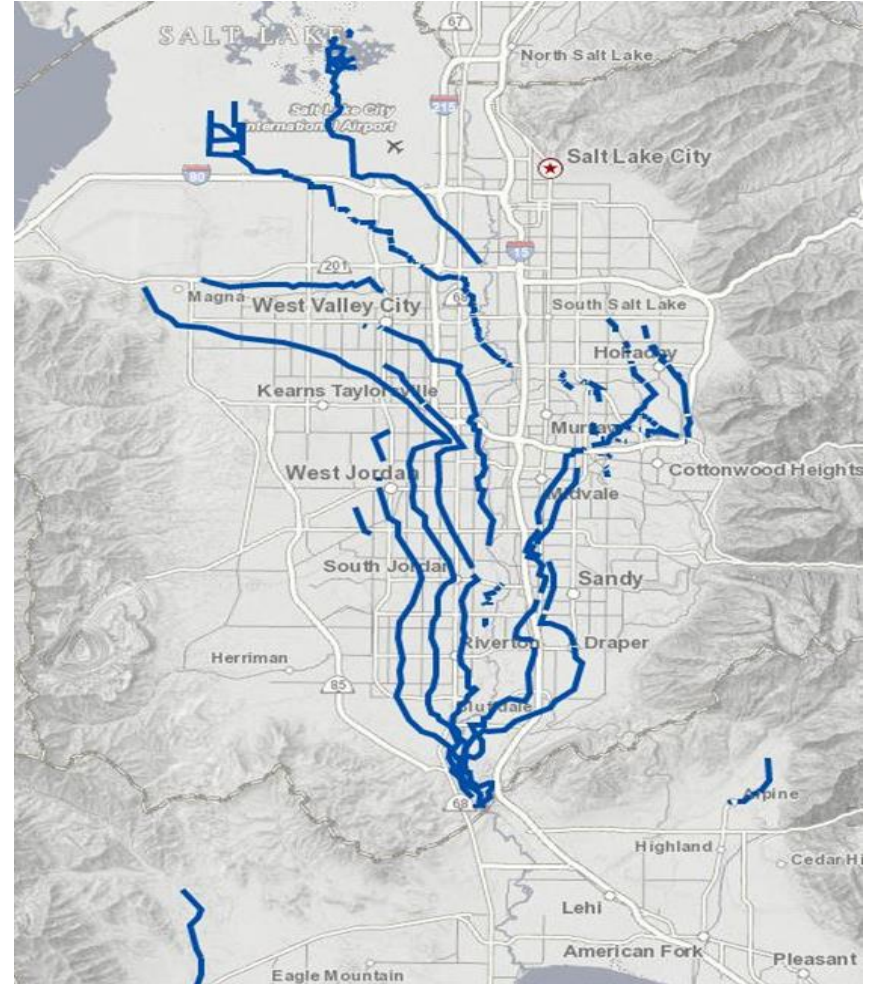 SALT LAKE
67
North Salt Lake
215
Salt Lake City
International Airport
Salt Lake City
80
15
201
Magna
68
West Valley City
South Salt Lake
Holladay
Kearns Taylorsville
Murray
West Jordan
Cottonwood Heights
Midvale
South Jordan
Sandy
Riverton
Draper
Herriman
85
Bluffdale
68
Alpine
Highland
Cedar Hi
Lehi
American Fork
Pleasant
Eagle Mountain